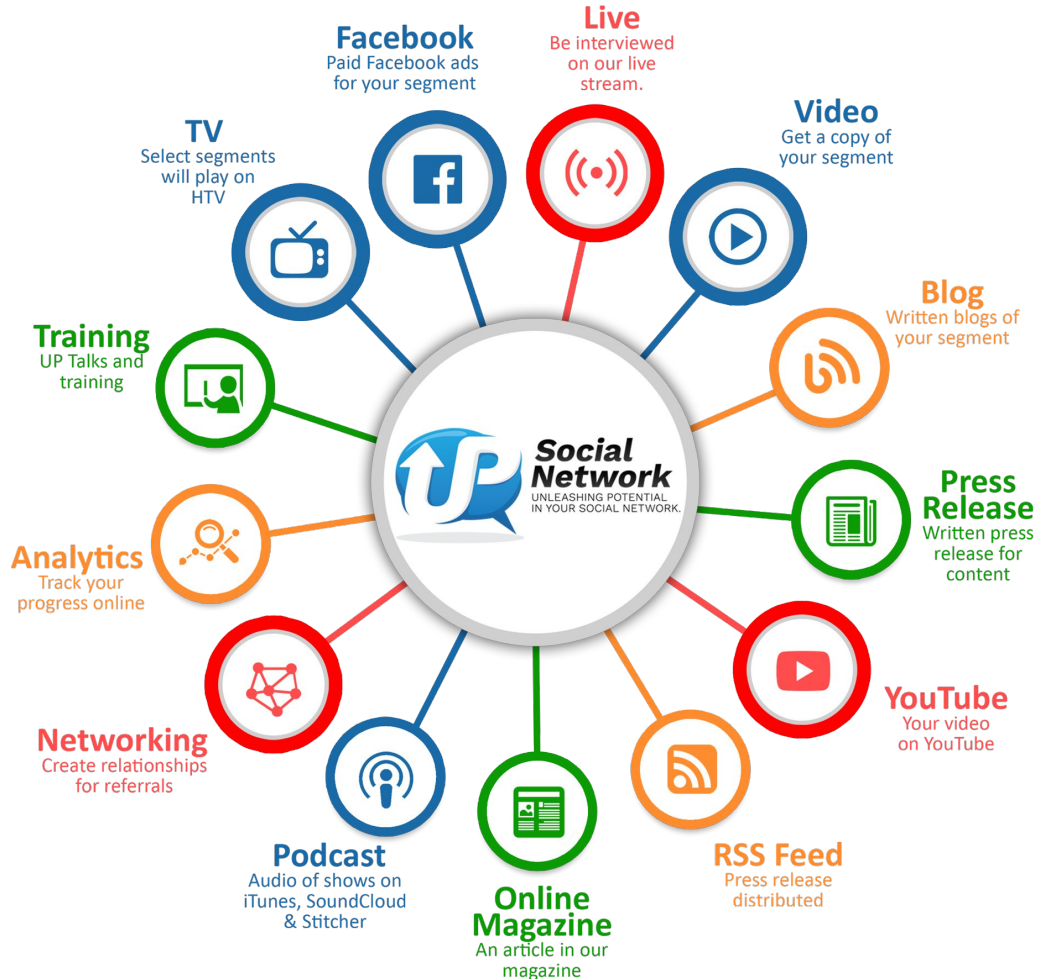 Live
Be interviewed
on our live
stream.
Facebook
Paid Facebook ads
for your segment
Video
Get a copy of
your segment
TV
Select segments
will play on
HTV
Blog
Written blogs of
your segment
Training
UP Talks and
training
UP
Social
Network
UNLEASHING POTENTIAL
IN YOUR SOCIAL NETWORK.
Press
Release
Written press
release for
content
Analytics
Track your
progress online
YouTube
Your video
on YouTube
Networking
Create relationships
for referrals
Podcast
Audio of shows on
iTunes, SoundCloud
& Stitcher
RSS Feed
Press release
distributed
Online
Magazine
An article in our
magazine